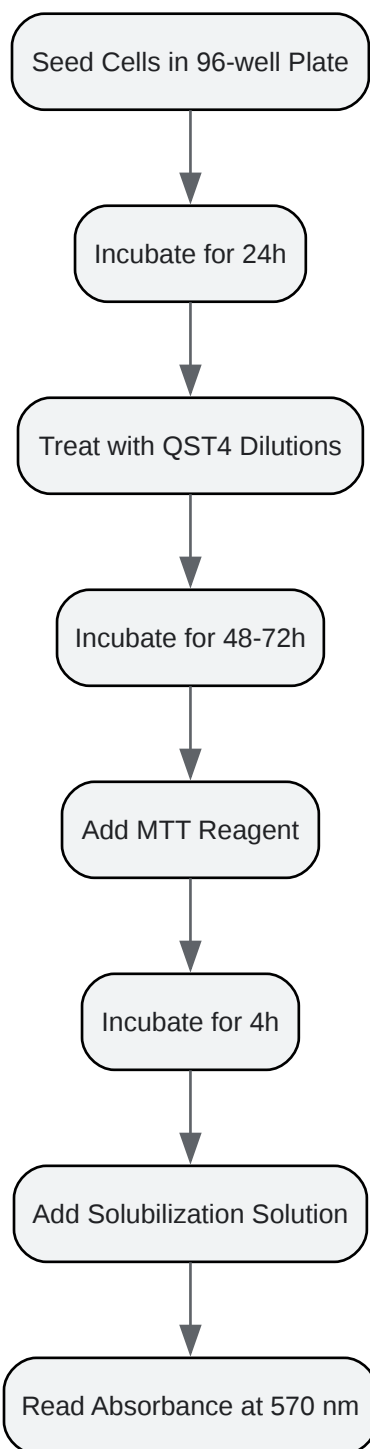 Seed Cells in 96-well Plate
Incubate for 24h
Treat with QST4 Dilutions
Incubate for 48-72h
Add MTT Reagent
Incubate for 4h
Add Solubilization Solution
Read Absorbance at 570 nm